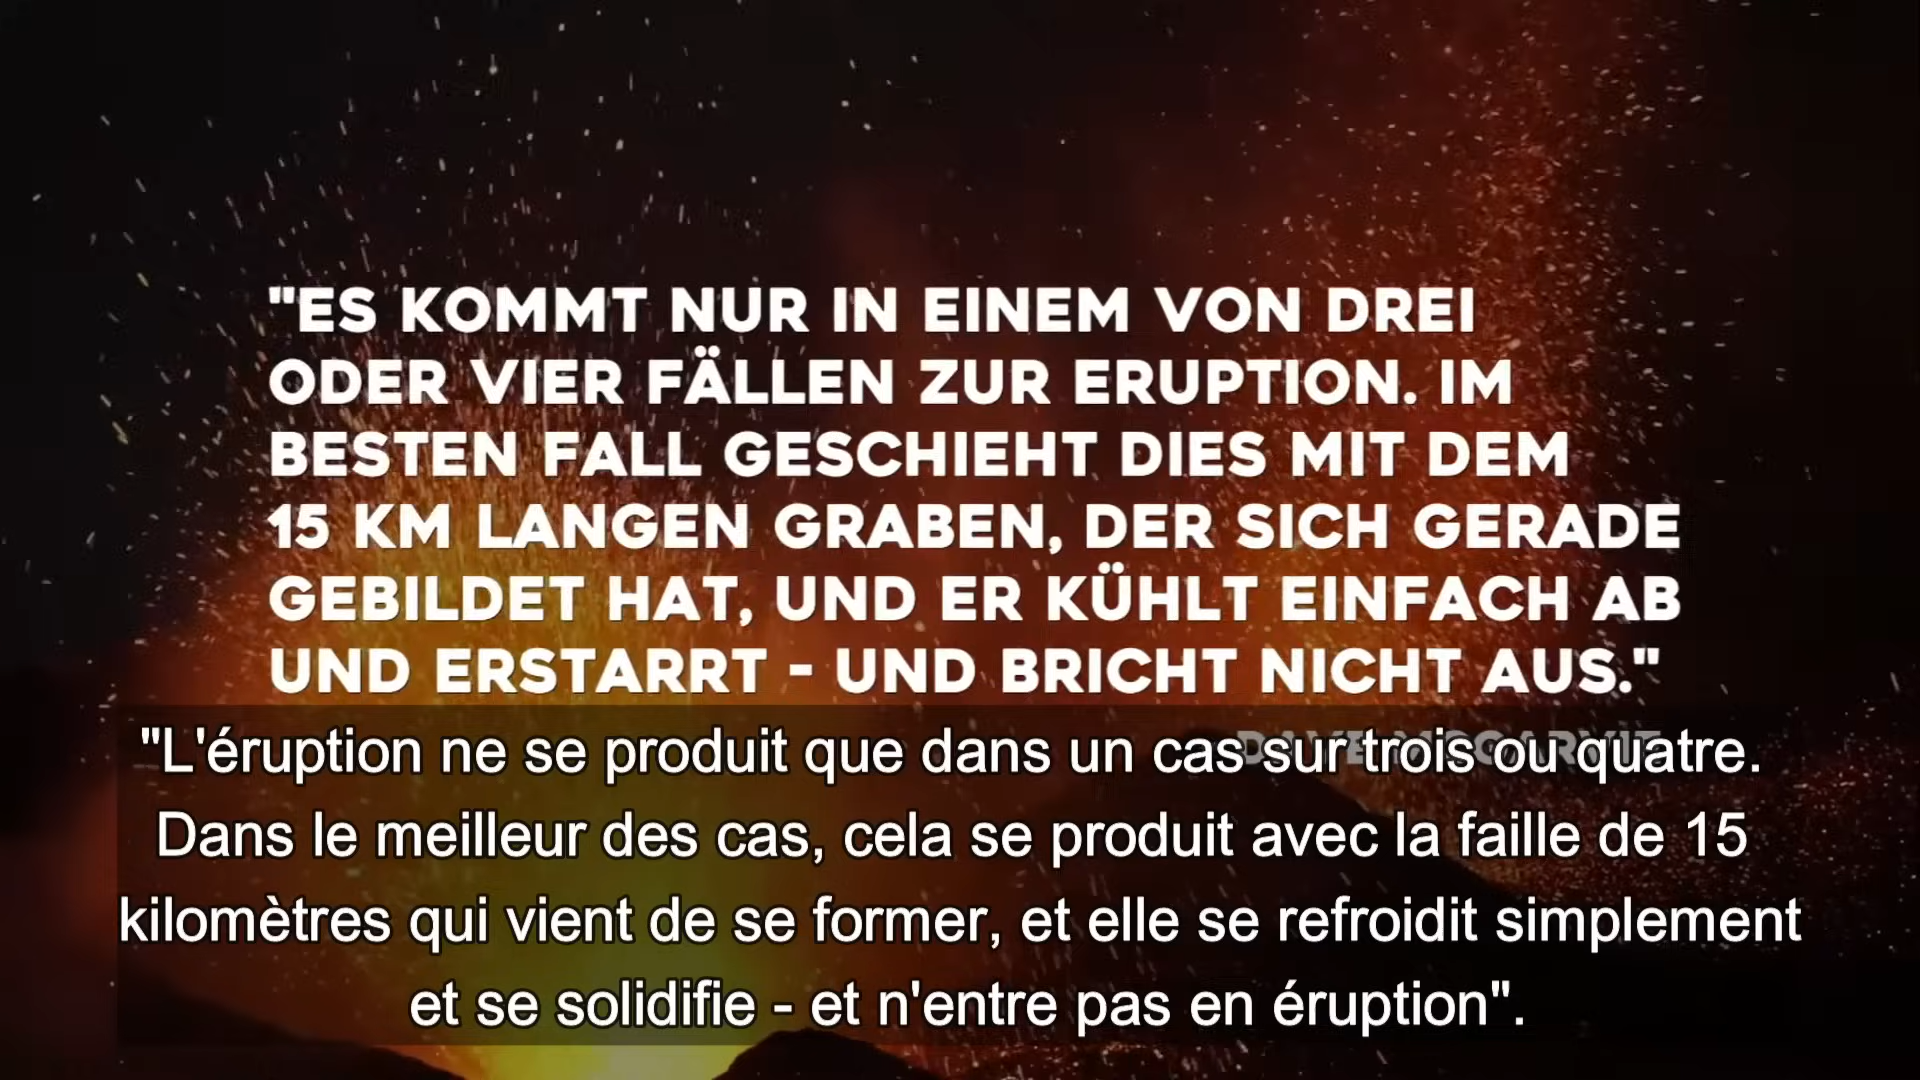 "ES KOMMT NUR IN EINEM VON DREI
ODER VIER FÄLLEN ZUR ERUPTION. IM
BESTEN FALL GESCHIEHT DIES MIT DEM
15 KM LANGEN GRABEN, DER SICH GERADE
GEBILDET HAT, UND ER KÜHLT EINFACH AB
UND ERSTARRT - UND BRICHT NICHT AUS."
"L'éruption ne se produit que dans un cas sur trois ou quatre.
Dans le meilleur des cas, cela se produit avec la faille de 15
kilomètres qui vient de se former, et elle se refroidit simplement
et se solidifie - et n'entre pas en éruption".